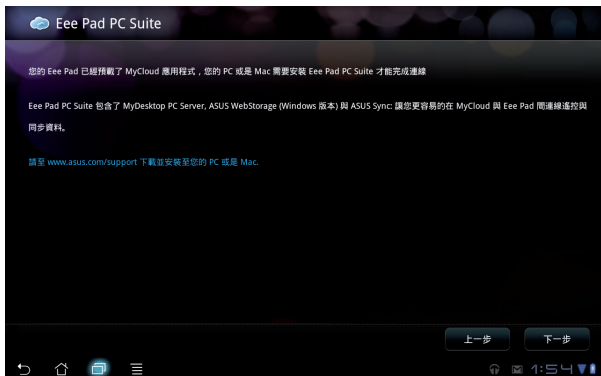 Eee Pad PC Suite
您的 Eee Pad 已經預載了 MyCloud 應用程式，您的 PC 或是 Mac 需要安裝 Eee Pad PC Suite 才能完成連線
Eee Pad PC Suite 包含了 MyDesktop PC Server, ASUS WebStorage (Windows 版本) 與 ASUS Sync: 讓您更容易的在 MyCloud 與 Eee Pad 間連線遙控與
同步資料。
請至 www.asus.com/support 下載並安裝至您的 PC 或是 Mac.
上一步 下一步
1:54